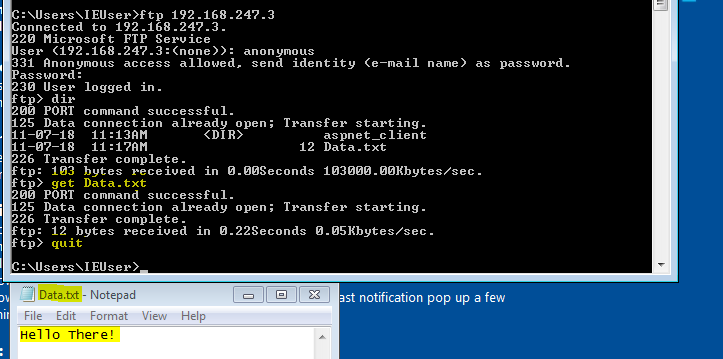 C:\Users\IEUser>ftp 192.168.247.3
Connected to 192.168.247.3.
220 Microsoft FTP Service
User (192.168.247.3:(none)): anonymous
331 Anonymous access allowed, send identity (e-mail name) as password.
Password:
230 User logged in.
ftp> dir
200 PORT command successful.
125 Data connection already open; Transfer starting.
11-07-18  11:13AM       <DIR>          aspnet_client
11-07-18  11:17AM                   12 Data.txt
226 Transfer complete.
ftp: 103 bytes received in 0.00Seconds 103000.00Kbytes/sec.
ftp> get Data.txt
200 PORT command successful.
125 Data connection already open; Transfer starting.
226 Transfer complete.
ftp: 12 bytes received in 0.22Seconds 0.05Kbytes/sec.
ftp> quit
C:\Users\IEUser>_
Data.txt - Notepad
File Edit Format View Help
Hello There!
notification pop up a few